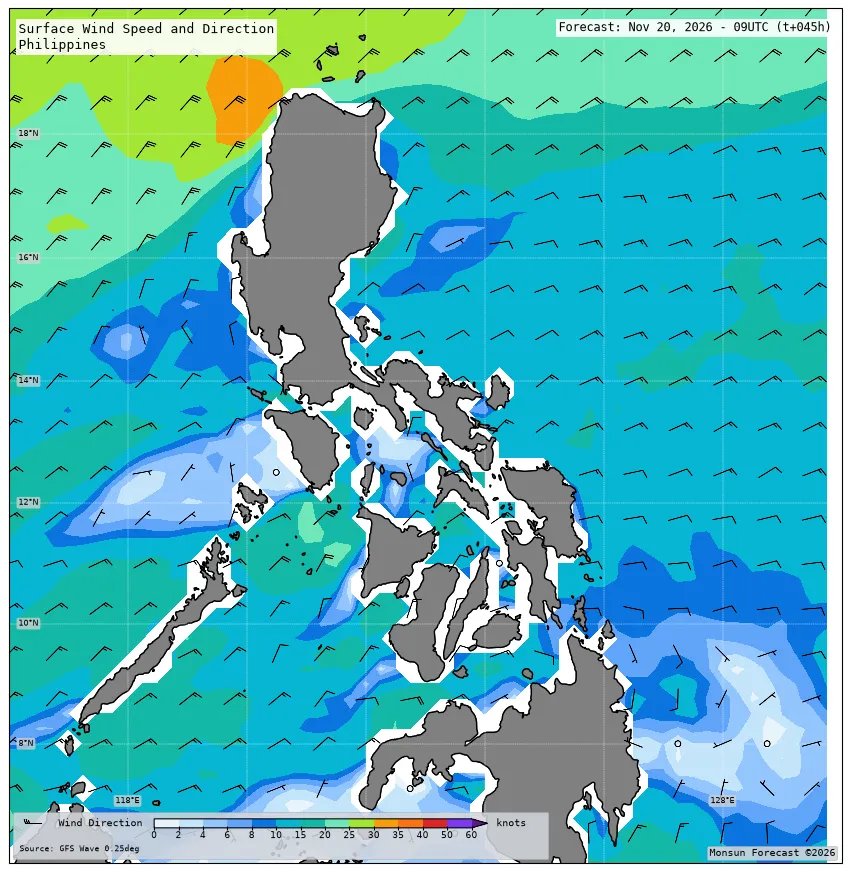 Surface Wind Speed and Direction
Philippines
Forecast: Nov 20, 2026 - 09UTC (t+045h)
18°N
16°N
14°N
12°N
10°N
8°N
118°E
128°E
Wind Direction
0 2 4 6 8 10 15 20 25 30 35 40 50 60
knots
Source: GFS Wave 0.25deg
Monsun Forecast ©2026